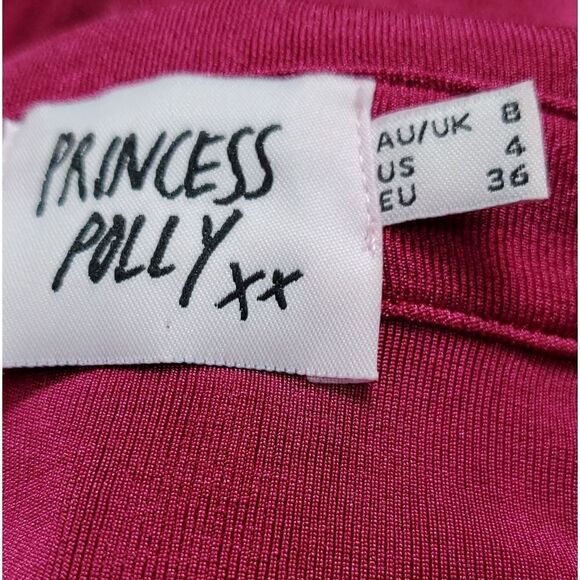 PRINCESS
POLLY xx
AU/UK 8
US 4
EU 36